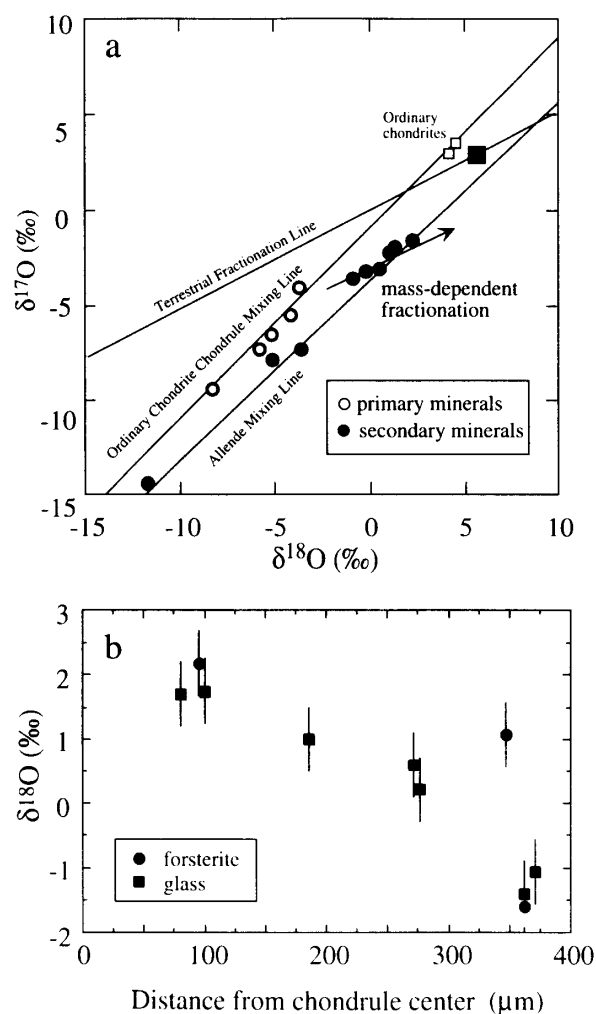 a
10
5
0
-5
-10
-15
δ¹⁷O (‰)
Ordinary
chondrites
Terrestrial Fractionation Line
Ordinary Chondrite Chondrule Mixing Line
Allende Mixing Line
mass-dependent
fractionation
primary minerals
secondary minerals
-15 -10 -5 0 5 10
δ¹⁸O (‰)
b
3
2
1
0
-1
-2
δ¹⁸O (‰)
forsterite
glass
0 100 200 300 400
Distance from chondrule center (μm)